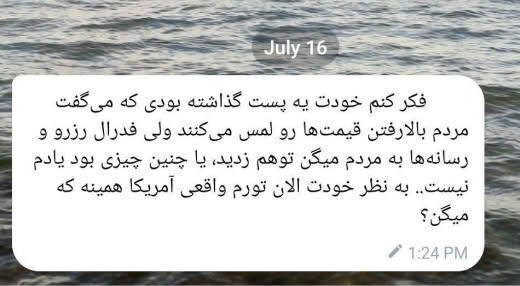 July 16
فکر کنم خودت یه پست گذاشته بودی که می‌گفت
مردم بالارفتن قیمت‌ها رو لمس می‌کنند ولی فدرال رزرو و
رسانه‌ها به مردم میگن توهم زدید، یا چنین چیزی بود یادم
نیست.. به نظر خودت الان تورم واقعی آمریکا همینه که
میگن؟
1:24 PM